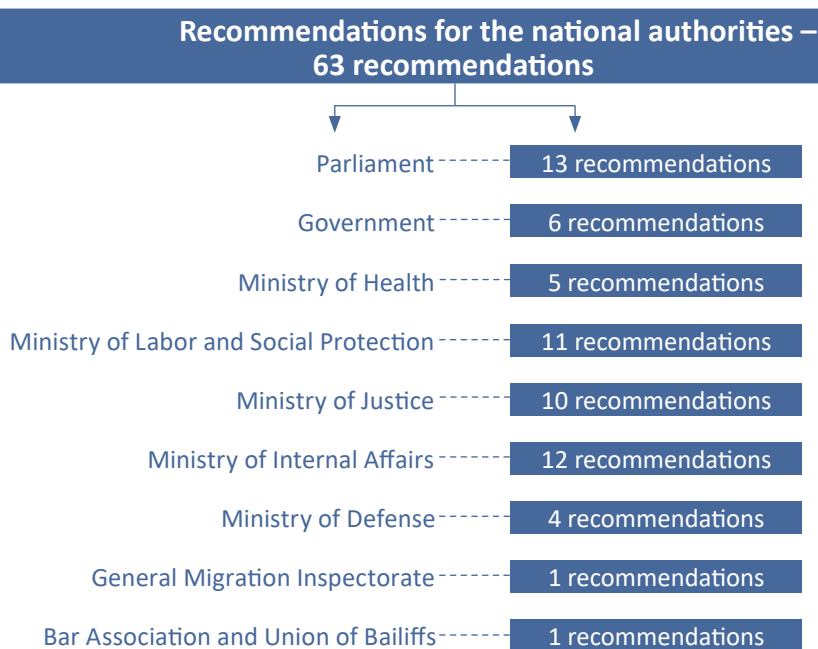 Recommendations for the national authorities –
63 recommendations
Parliament 13 recommendations
Government 6 recommendations
Ministry of Health 5 recommendations
Ministry of Labor and Social Protection 11 recommendations
Ministry of Justice 10 recommendations
Ministry of Internal Affairs 12 recommendations
Ministry of Defense 4 recommendations
General Migration Inspectorate 1 recommendations
Bar Association and Union of Bailiffs 1 recommendations